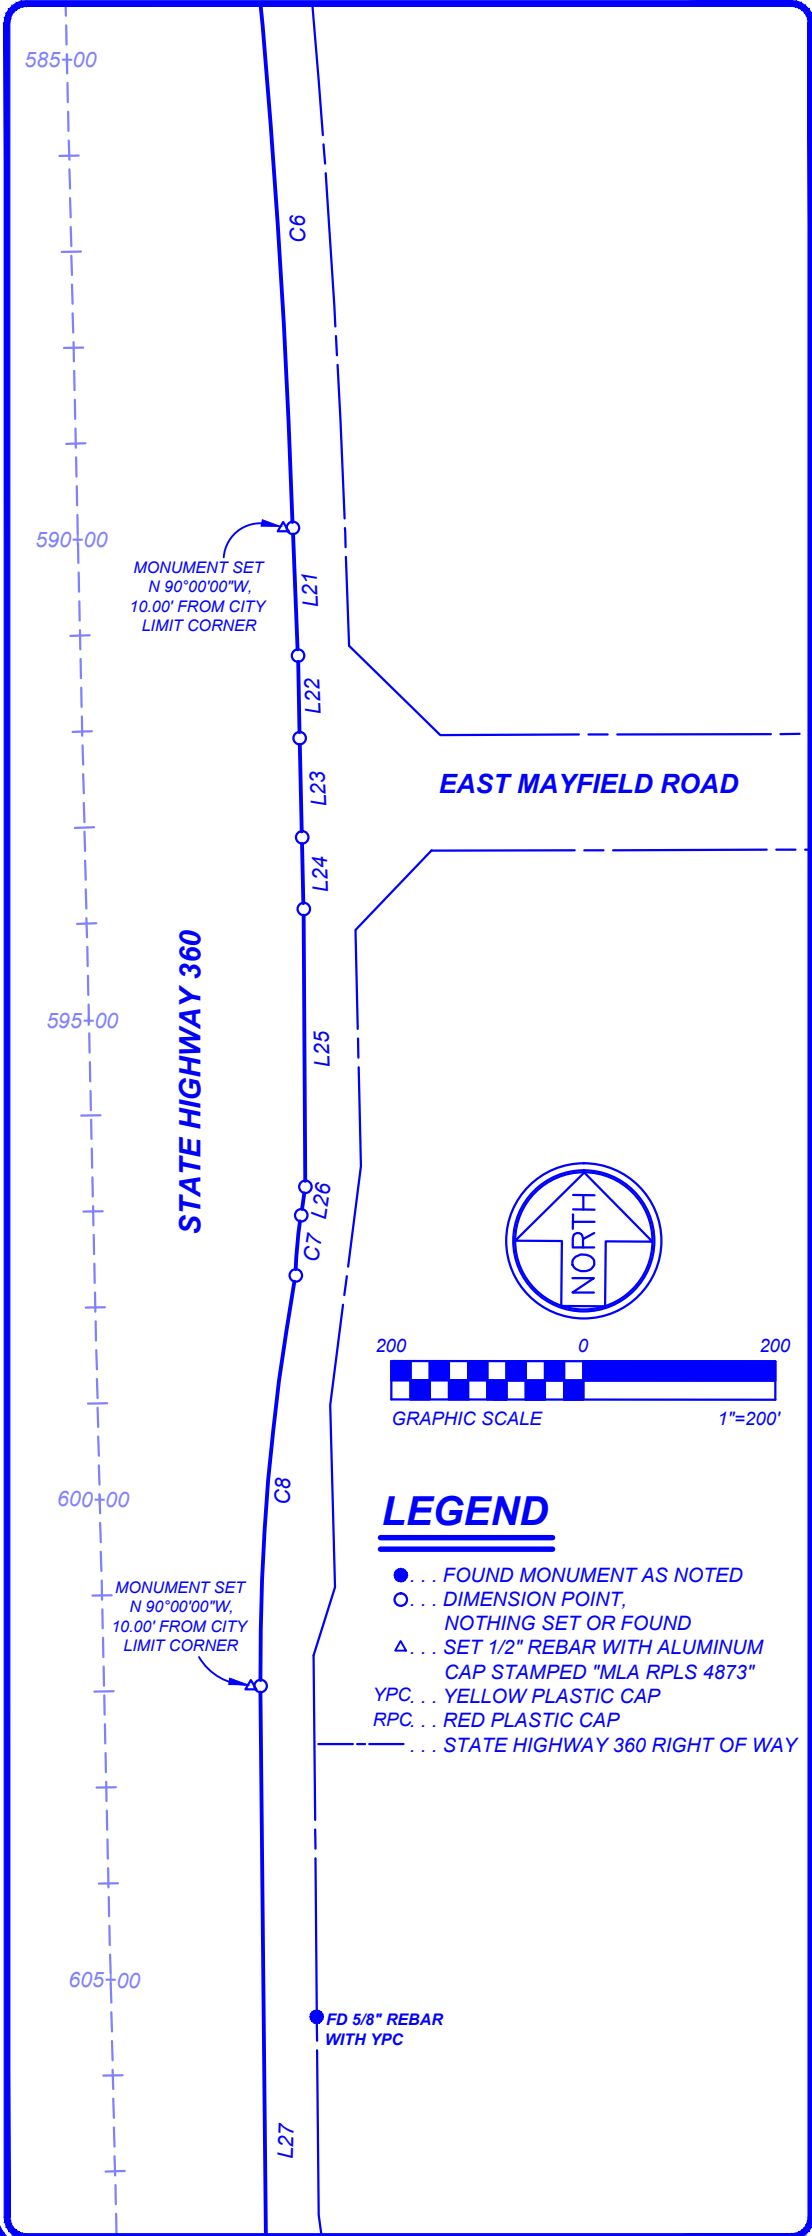 585+00
C6
590+00
MONUMENT SET
N 90°00'00"W,
10.00' FROM CITY
LIMIT CORNER
L21
L22
EAST MAYFIELD ROAD
L23
L24
STATE HIGHWAY 360
595+00
L25
L26
C7
NORTH
200 0 200
GRAPHIC SCALE 1"=200'
C8
600+00
LEGEND
. . . FOUND MONUMENT AS NOTED
. . . DIMENSION POINT,
NOTHING SET OR FOUND
. . . SET 1/2" REBAR WITH ALUMINUM
CAP STAMPED "MLA RPLS 4873"
YPC. . . YELLOW PLASTIC CAP
RPC. . . RED PLASTIC CAP
. . . STATE HIGHWAY 360 RIGHT OF WAY
MONUMENT SET
N 90°00'00"W,
10.00' FROM CITY
LIMIT CORNER
605+00
FD 5/8" REBAR
WITH YPC
L27